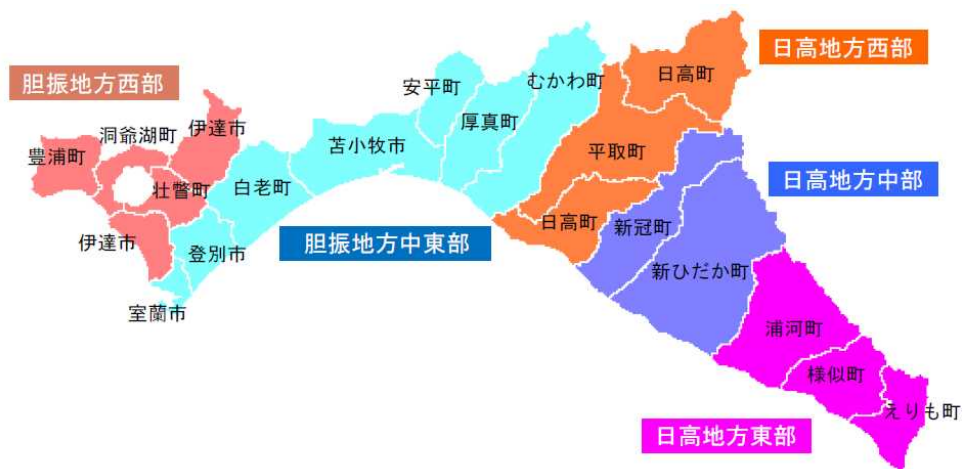 日高地方西部
日高町
胆振地方西部
安平町
むかわ町
洞爺湖町
伊達市
厚真町
苫小牧市
豊浦町
平取町
壮瞥町
白老町
日高地方中部
日高町
新冠町
伊達市
登別市
胆振地方中東部
新ひだか町
室蘭市
浦河町
様似町
えりも町
日高地方東部